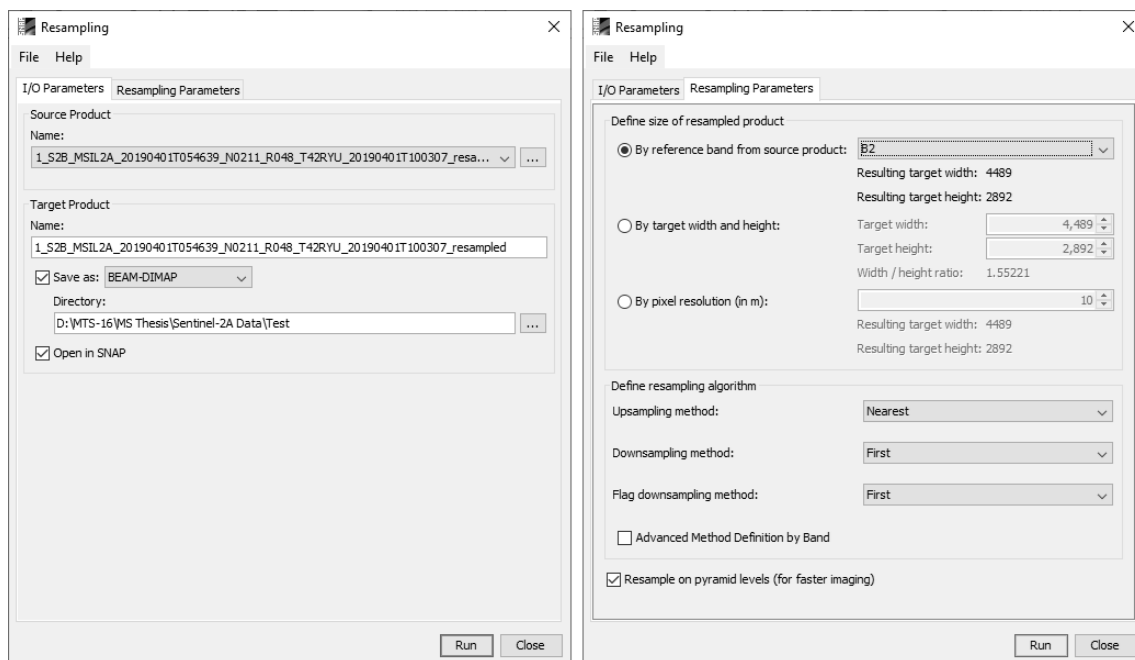 Resampling
File Help
I/O Parameters Resampling Parameters
Source Product
Name:
1_S2B_MSIL2A_20190401T054639_N0211_R048_T42RYU_20190401T100307_resa... ...
Target Product
Name:
1_S2B_MSIL2A_20190401T054639_N0211_R048_T42RYU_20190401T100307_resampled
Save as: BEAM-DIMAP
Directory:
D:\MTS-16\MS Thesis\Sentinel-2A Data\Test ...
Open in SNAP
Run Close
Resampling
File Help
I/O Parameters Resampling Parameters
Define size of resampled product
By reference band from source product: B2
Resulting target width: 4489
Resulting target height: 2892
By target width and height: Target width: 4,489
Target height: 2,892
Width / height ratio: 1.55221
By pixel resolution (in m): 10
Resulting target width: 4489
Resulting target height: 2892
Define resampling algorithm
Upsampling method: Nearest
Downsampling method: First
Flag downsampling method: First
Advanced Method Definition by Band
Resample on pyramid levels (for faster imaging)
Run Close